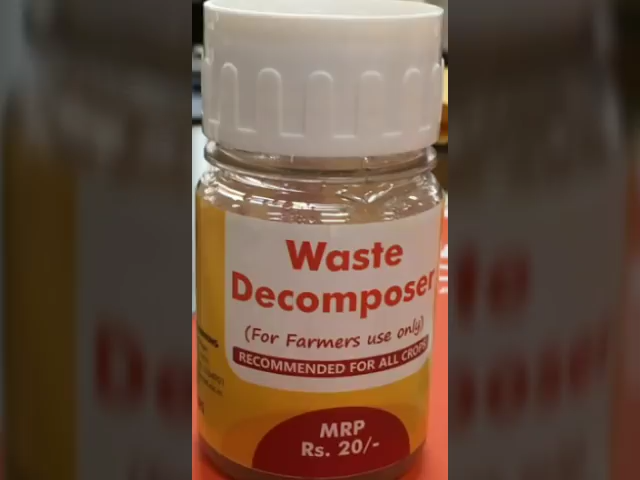 Waste
Decomposer
(For Farmers use only)
RECOMMENDED FOR ALL CROPS
MRP
Rs. 20/-